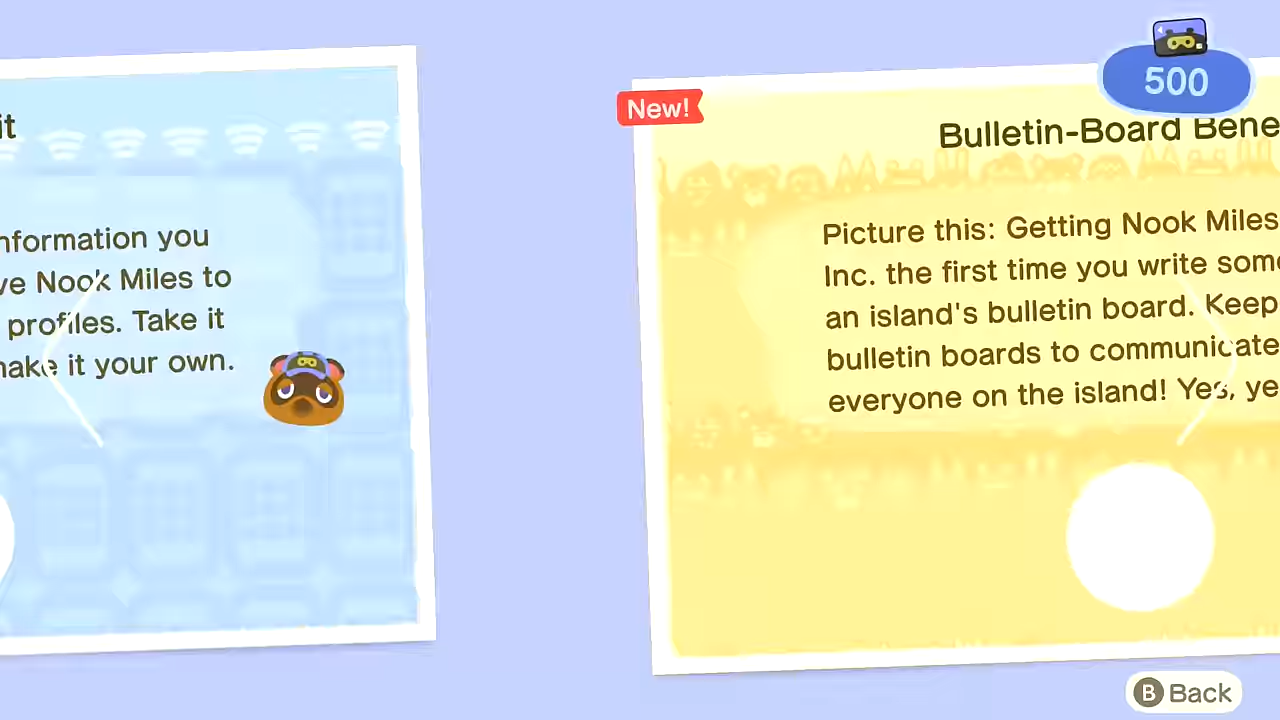 500
it
nformation you
ve Nook Miles to
profiles. Take it
make it your own.
New!
Bulletin-Board Bene
Picture this: Getting Nook Miles
Inc. the first time you write som
an island's bulletin board. Keep
bulletin boards to communicate
everyone on the island! Yes, ye
B Back